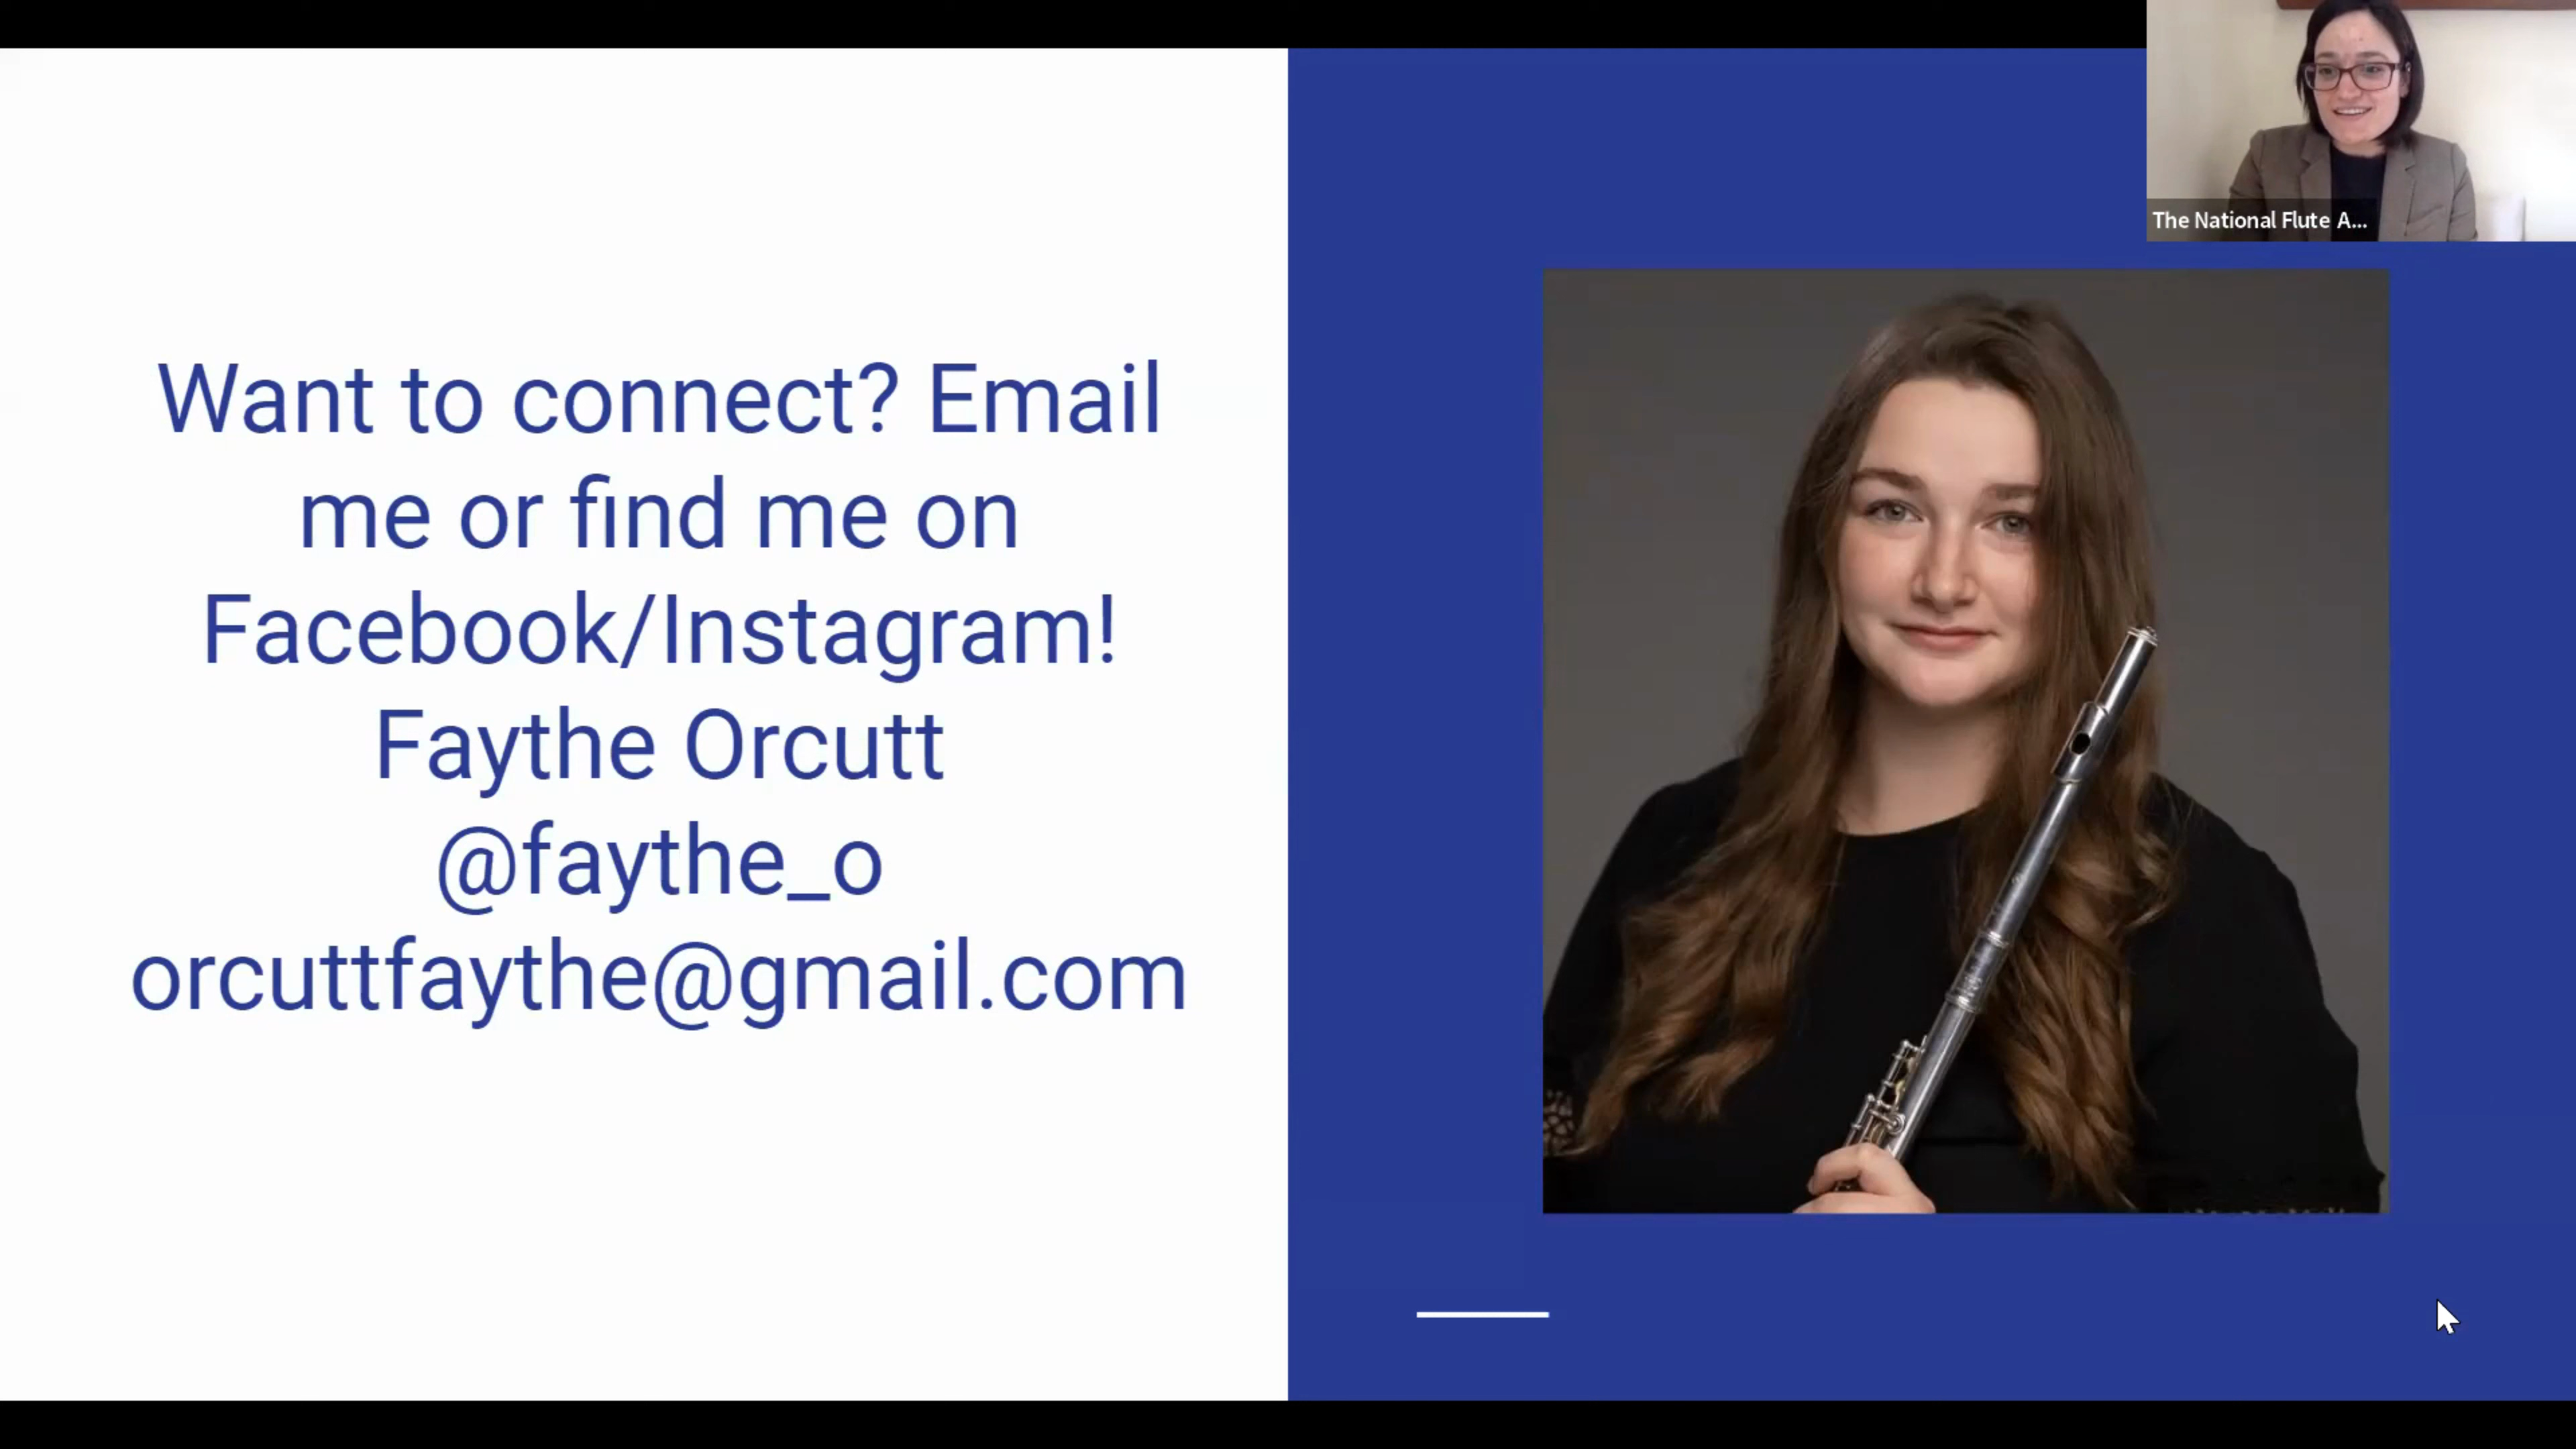 Want to connect? Email
me or find me on
Facebook/Instagram!
Faythe Orcutt
@faythe_o
orcuttfaythe@gmail.com
The National Flute A...